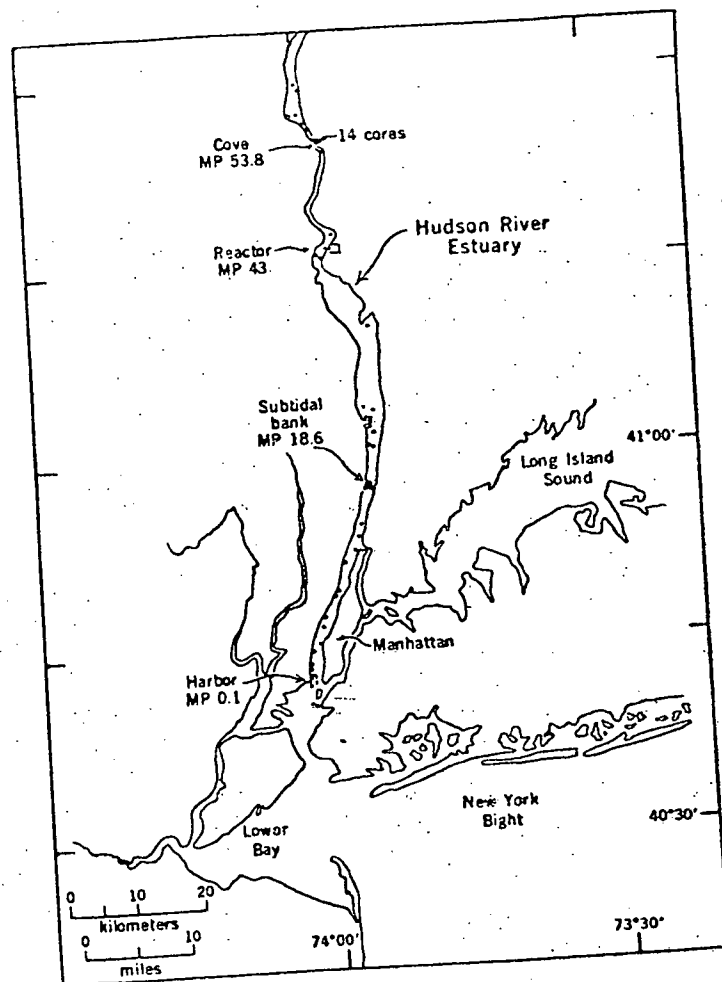 14 cores
Cove
MP 53.8
Hudson River
Estuary
Reactor
MP 43
Subtidal
bank
MP 18.6
41°00'
Long Island
Sound
Manhattan
Harbor
MP 0.1
New York
Bight
40°30'
Lower
Bay
0 10 20
kilometers
0 10
miles
74°00'
73°30'